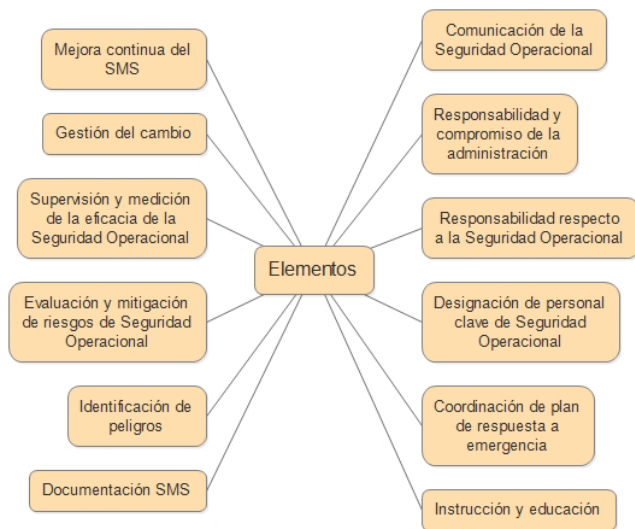 Mejora continua del
SMS
Gestión del cambio
Supervisión y medición
de la eficacia de la
Seguridad Operacional
Evaluación y mitigación
de riesgos de Seguridad
Operacional
Identificación de
peligros
Documentación SMS
Elementos
Comunicación de la
Seguridad Operacional
Responsabilidad y
compromiso de la
administración
Responsabilidad respecto
a la Seguridad Operacional
Designación de personal
clave de Seguridad
Operacional
Coordinación de plan
de respuesta a
emergencia
Instrucción y educación